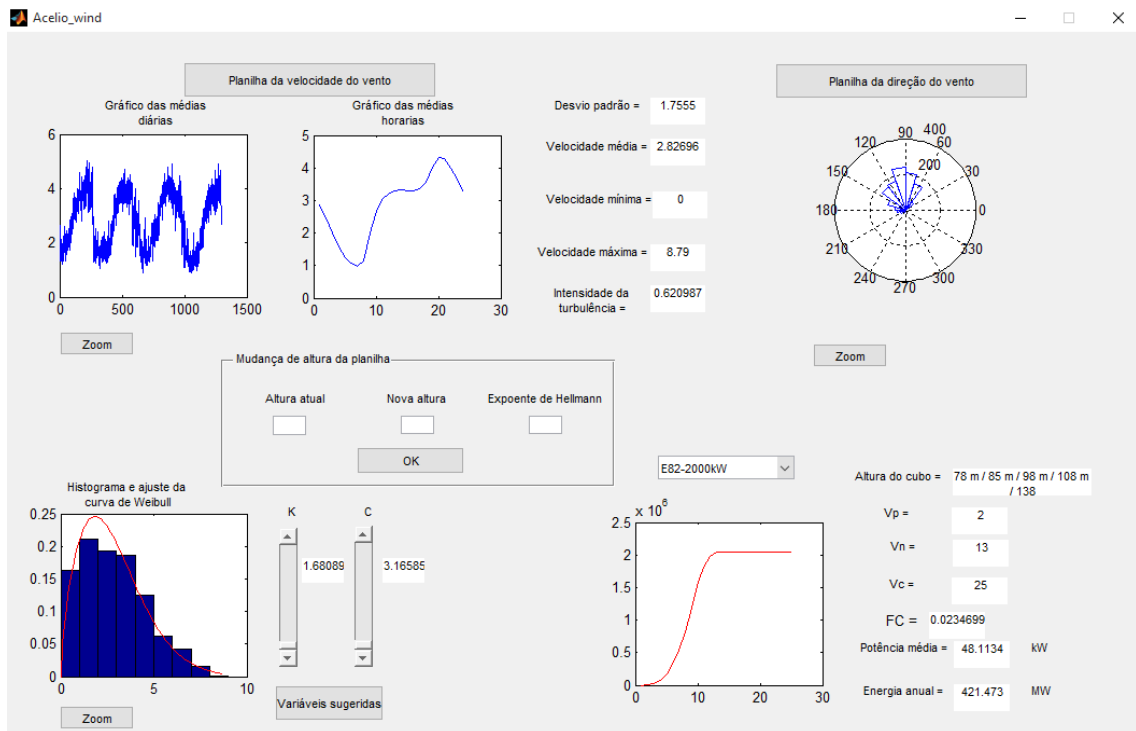 Acelio_wind
Planilha da velocidade do vento
Planilha da direção do vento
Gráfico das médias
diárias
6
4
2
0
0 500 1000 1500
Zoom
Gráfico das médias
horarias
5
4
3
2
1
0
0 10 20 30
Desvio padrão = 1.7555
Velocidade média = 2.82696
Velocidade mínima = 0
Velocidade máxima = 8.79
Intensidade da
turbulência = 0.620987
90 400
120 60
200
150 30
180 0
210 330
240 300
270
Zoom
Mudança de altura da planilha
Altura atual Nova altura Expoente de Hellmann
OK
Histograma e ajuste da
curva de Weibull
0.25
0.2
0.15
0.1
0.05
0
0 5 10
Zoom
K C
1.68089 3.16585
Variáveis sugeridas
E82-2000kW
x 10^6
2.5
2
1.5
1
0.5
0
0 10 20 30
Altura do cubo = 78 m / 85 m / 98 m / 108 m
/ 138
Vp = 2
Vn = 13
Vc = 25
FC = 0.0234699
Potência média = 48.1134 kW
Energia anual = 421.473 MW